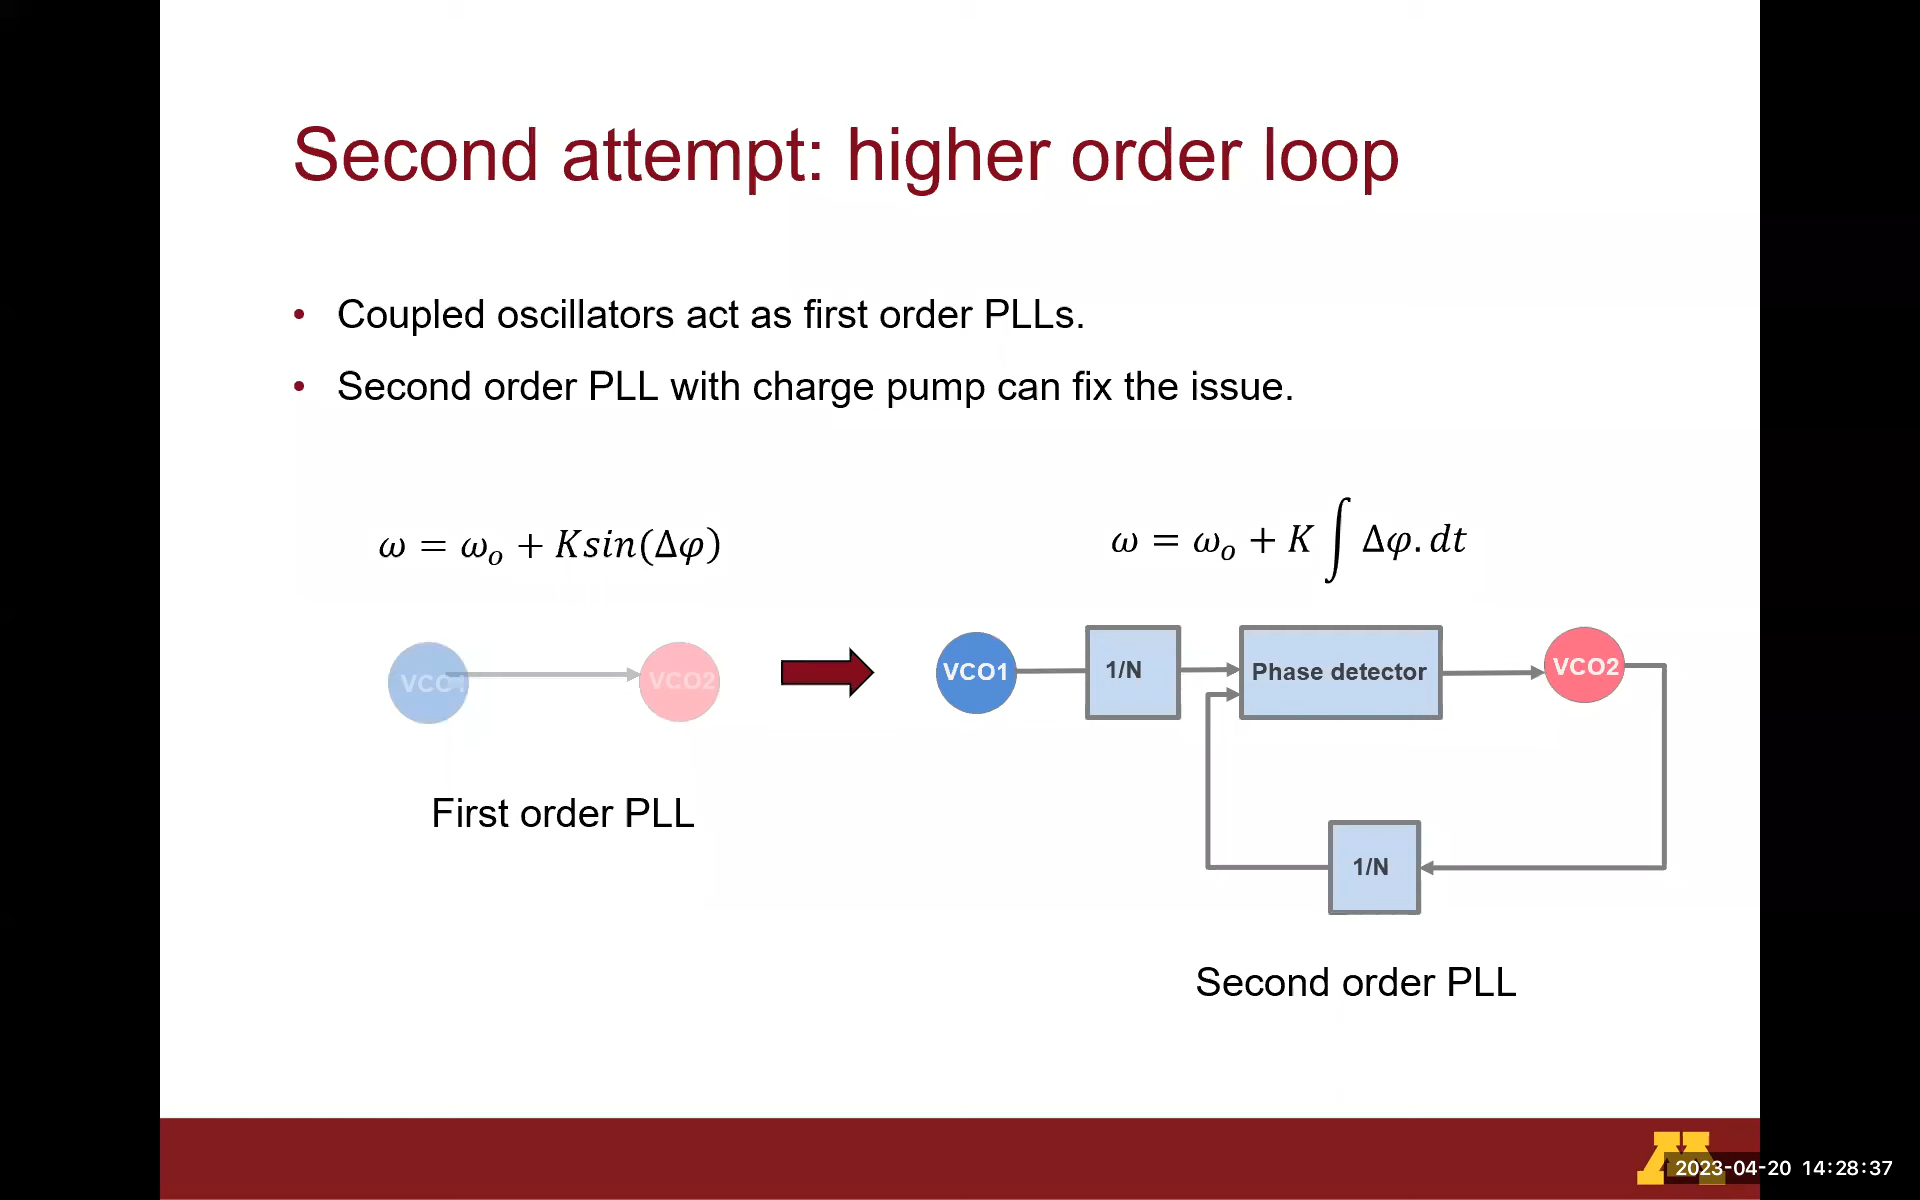 Second attempt: higher order loop
• Coupled oscillators act as first order PLLs.
• Second order PLL with charge pump can fix the issue.
ω = ωₒ + Ksin(Δφ)
ω = ωₒ + K ∫ Δφ. dt
VCO2
VCO1
1/N
Phase detector
VCO2
First order PLL
1/N
Second order PLL
2023-04-20 14:28:37